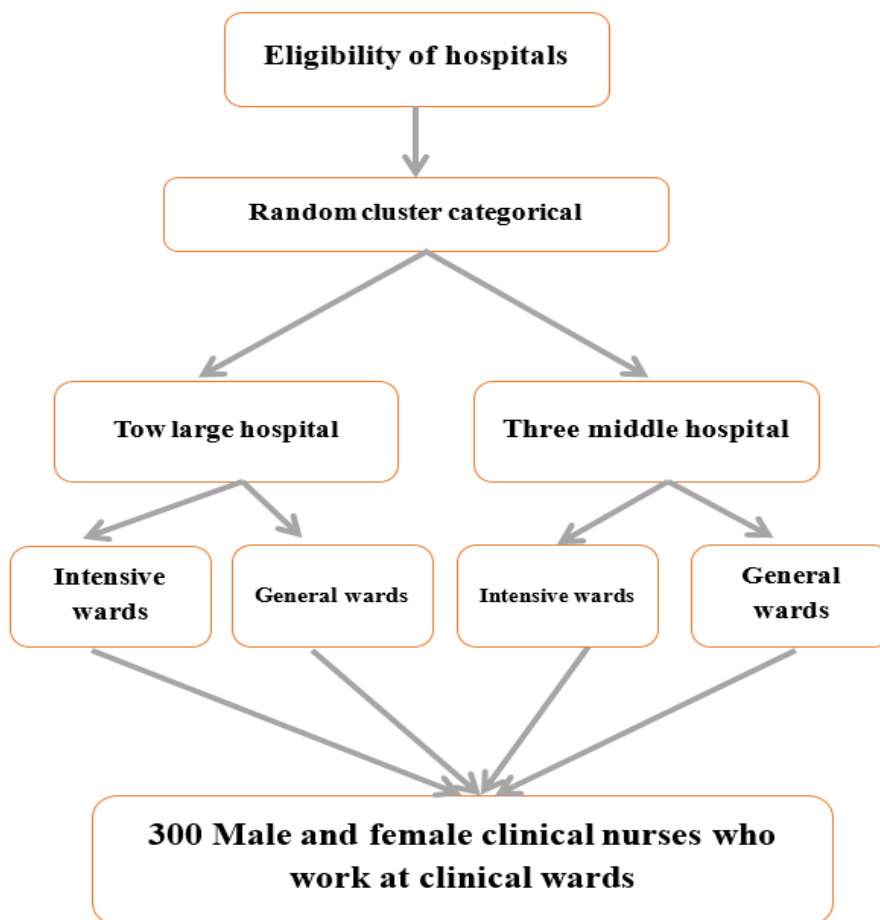 Eligibility of hospitals
Random cluster categorical
Tow large hospital
Three middle hospital
Intensive
wards
General wards
Intensive wards
General
wards
300 Male and female clinical nurses who
work at clinical wards